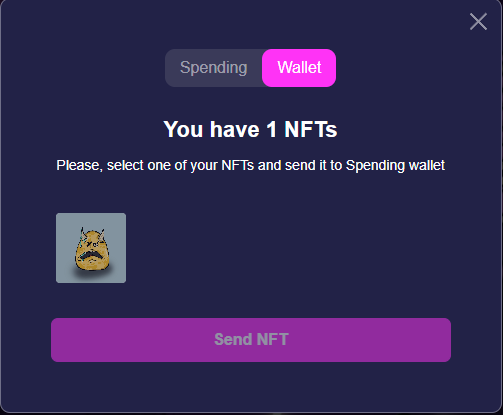 Spending Wallet
You have 1 NFTs
Please, select one of your NFTs and send it to Spending wallet
Send NFT